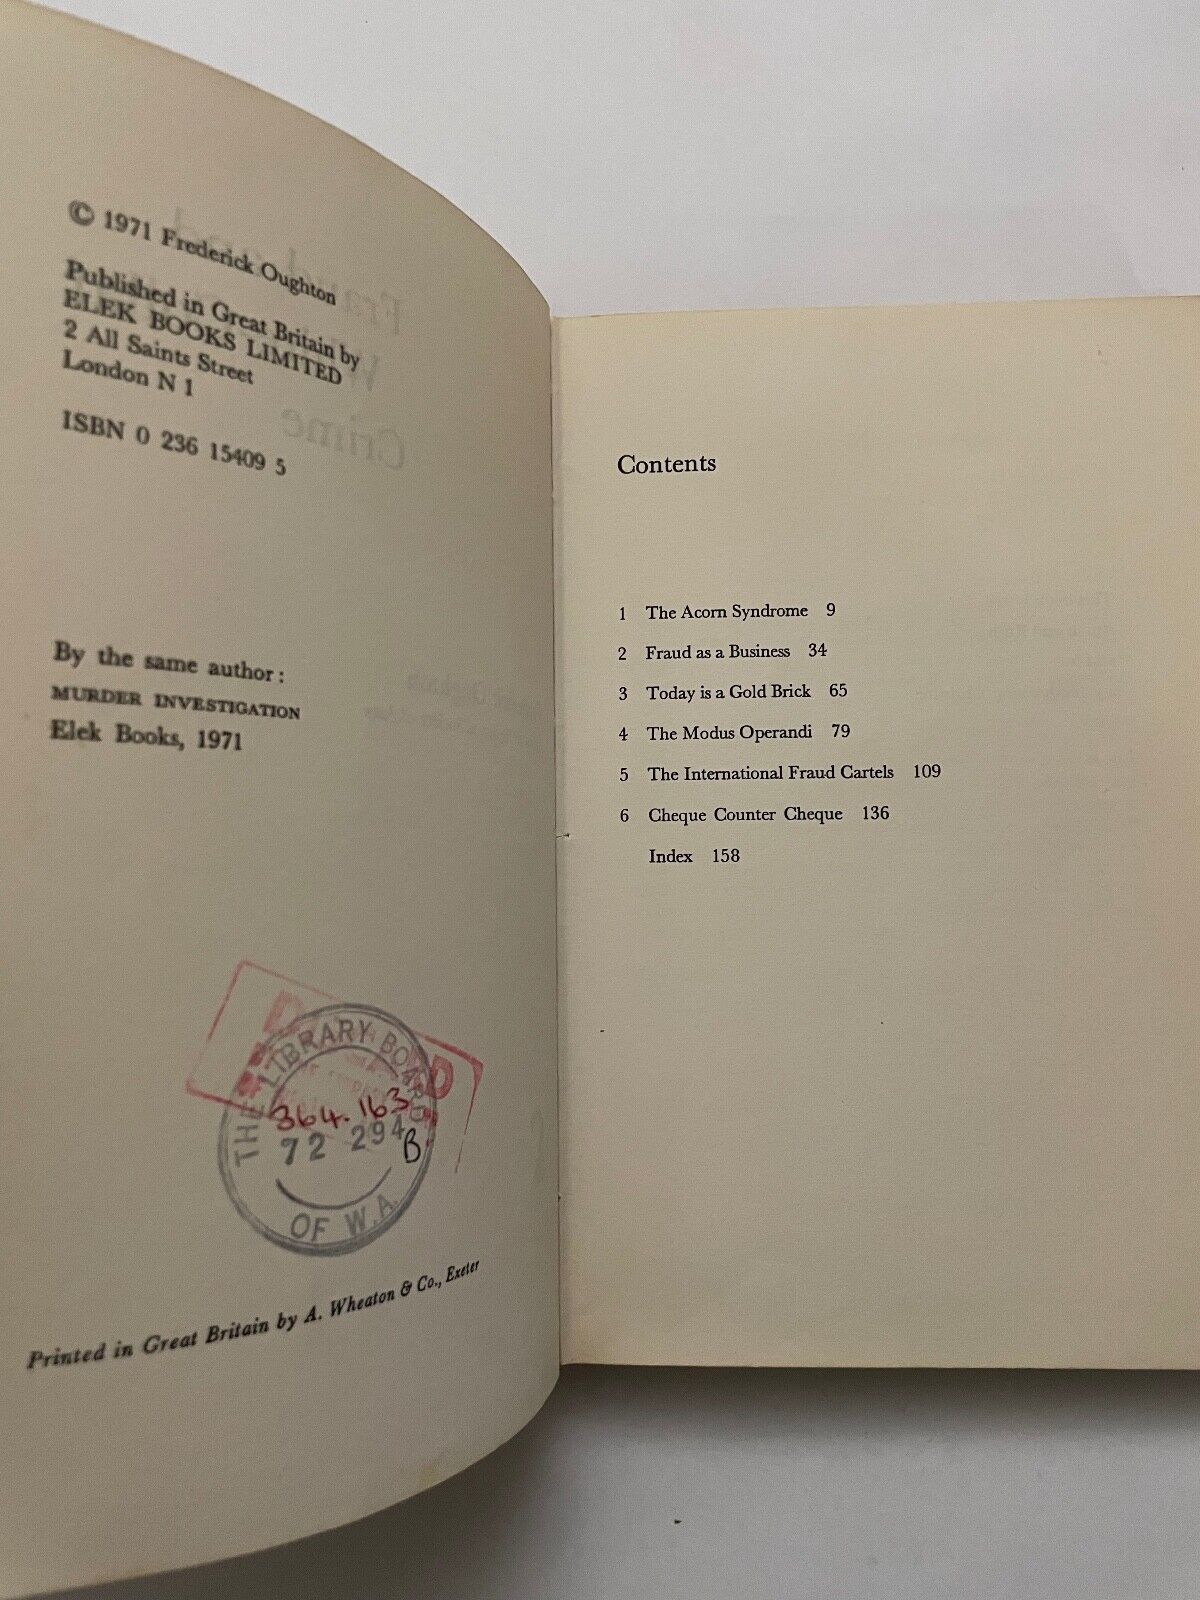 © 1971 Frederick Oughton
Published in Great Britain by
ELEK BOOKS LIMITED
2 All Saints Street
London N 1
ISBN 0 236 15409 5
By the same author:
MURDER INVESTIGATION
Elek Books, 1971
THE LIBRARY BOARD
364.163
72 294
B
OF W.A.
Printed in Great Britain by A. Wheaton & Co., Exeter
Contents
1 The Acorn Syndrome 9
2 Fraud as a Business 34
3 Today is a Gold Brick 65
4 The Modus Operandi 79
5 The International Fraud Cartels 109
6 Cheque Counter Cheque 136
Index 158